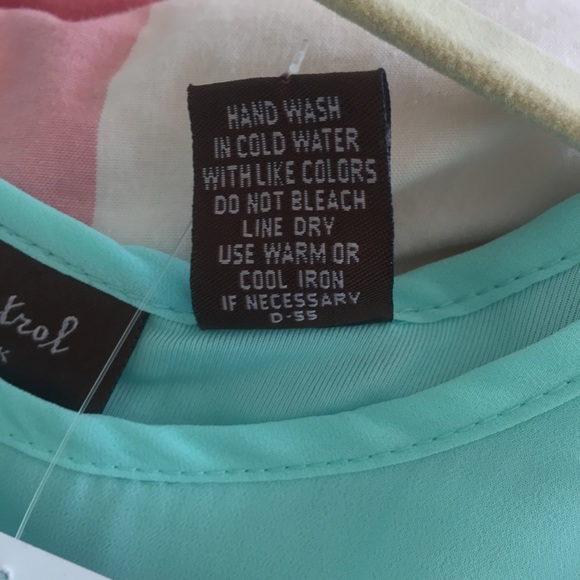 HAND WASH
IN COLD WATER
WITH LIKE COLORS
DO NOT BLEACH
LINE DRY
USE WARM OR
COOL IRON
IF NECESSARY
D-55
trol
K